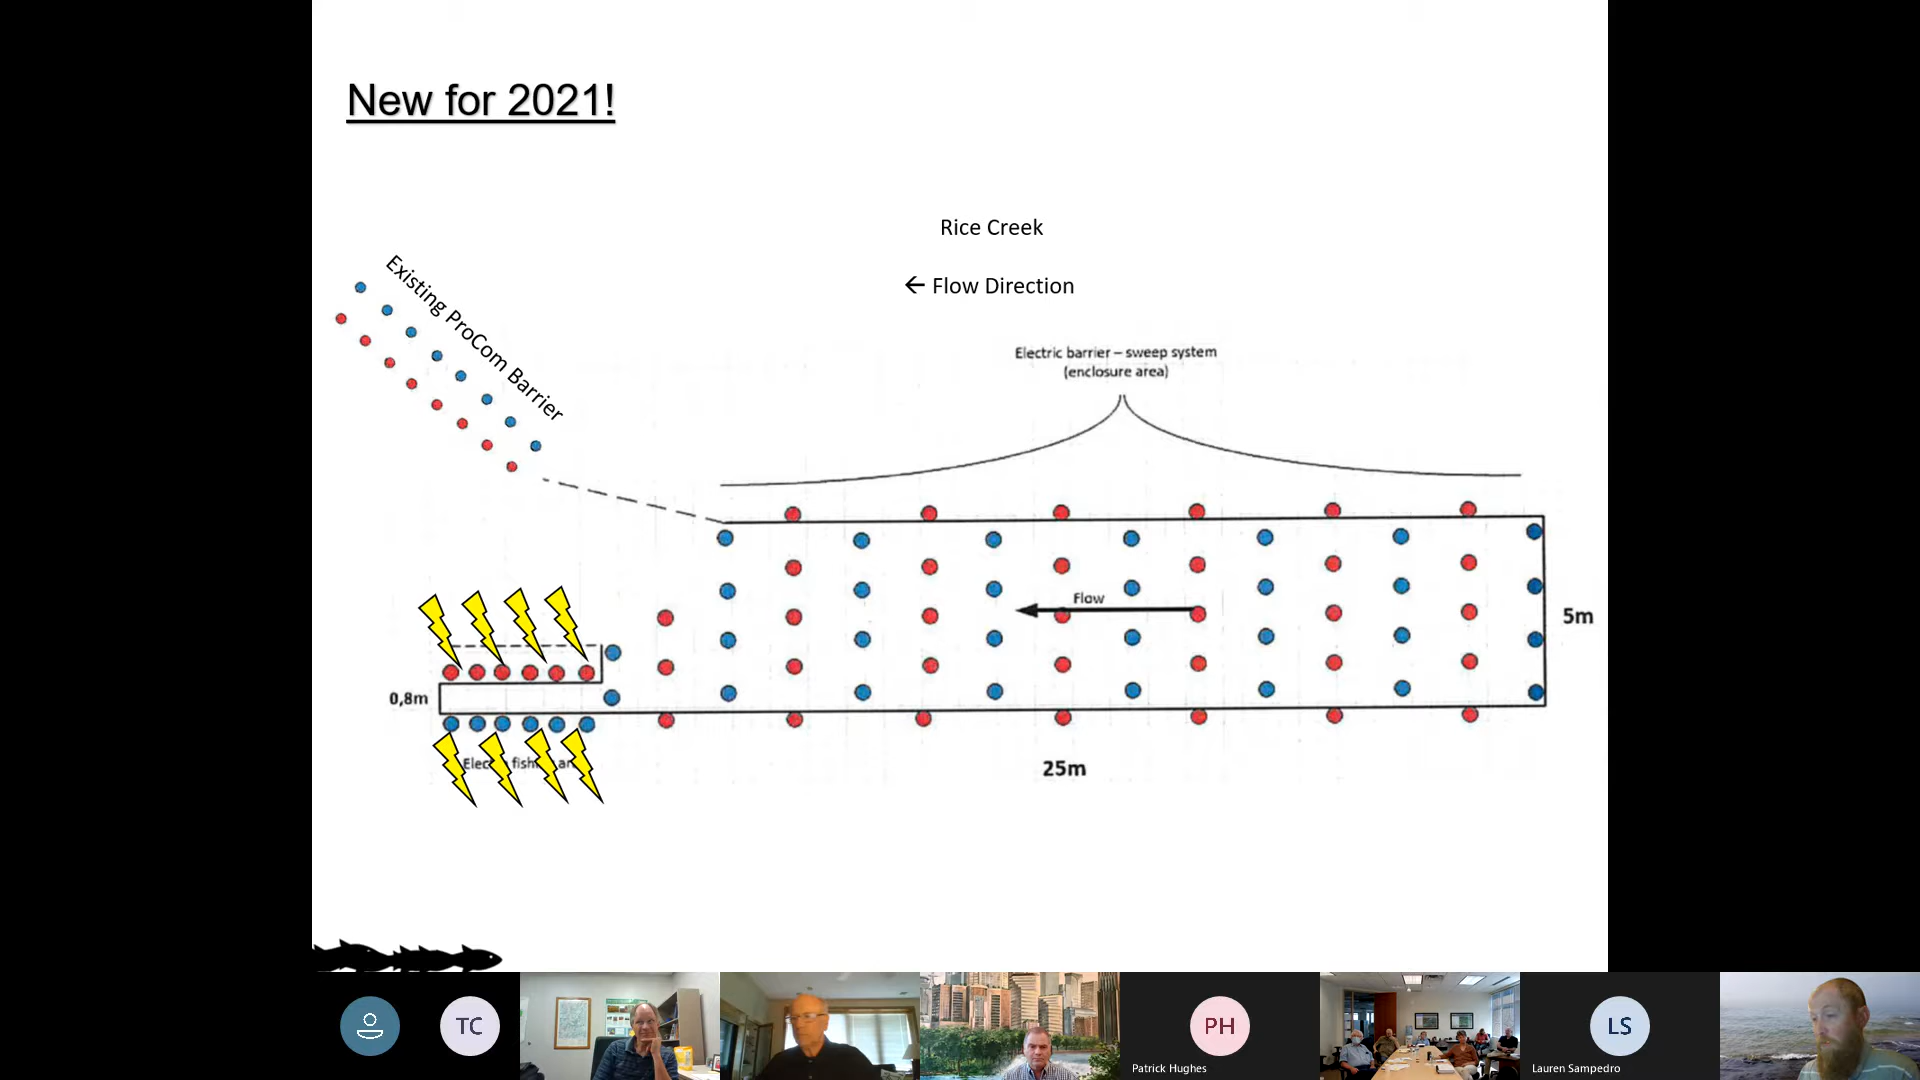 New for 2021!
Rice Creek
← Flow Direction
Existing ProCom Barrier
Electric barrier – sweep system
(enclosure area)
Flow
5m
0,8m
25m
TC
PH
Patrick Hughes
LS
Lauren Sampedro